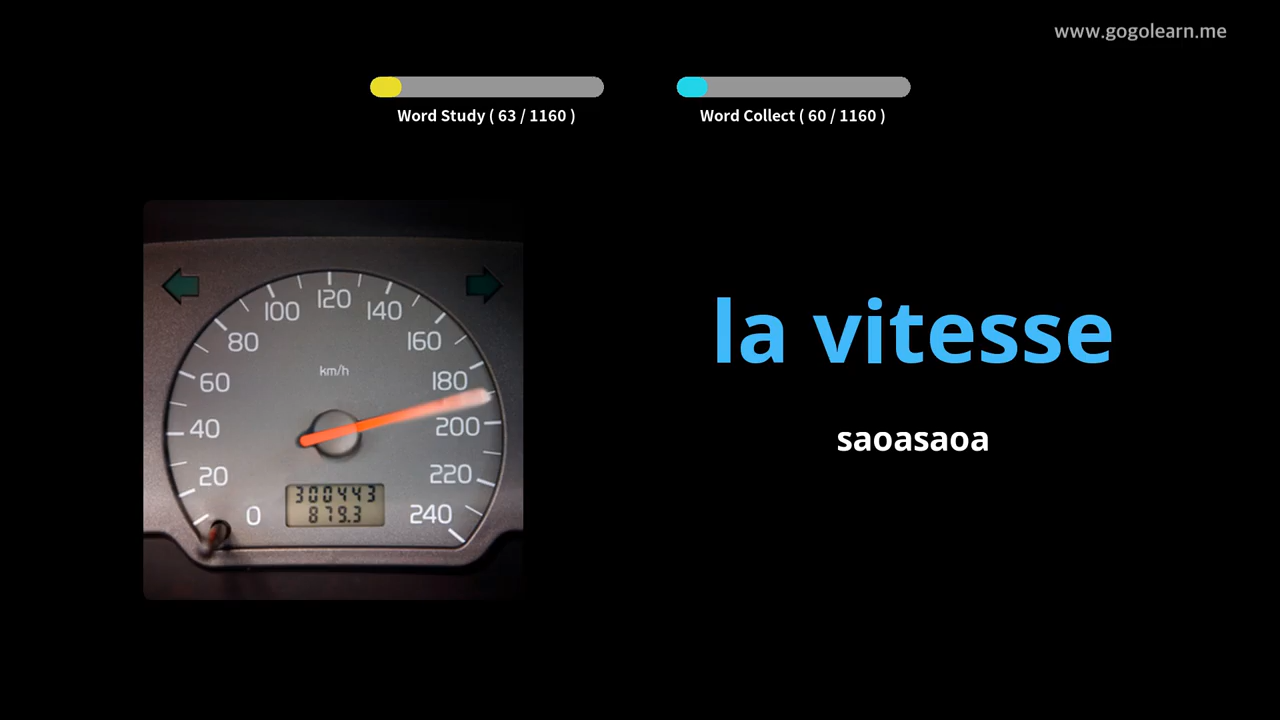 www.gogolearn.me
Word Study ( 63 / 1160 )
Word Collect ( 60 / 1160 )
la vitesse
saoasaoa
120
100
140
80
160
km/h
60
180
40
200
20
220
300443
879.3
0
240